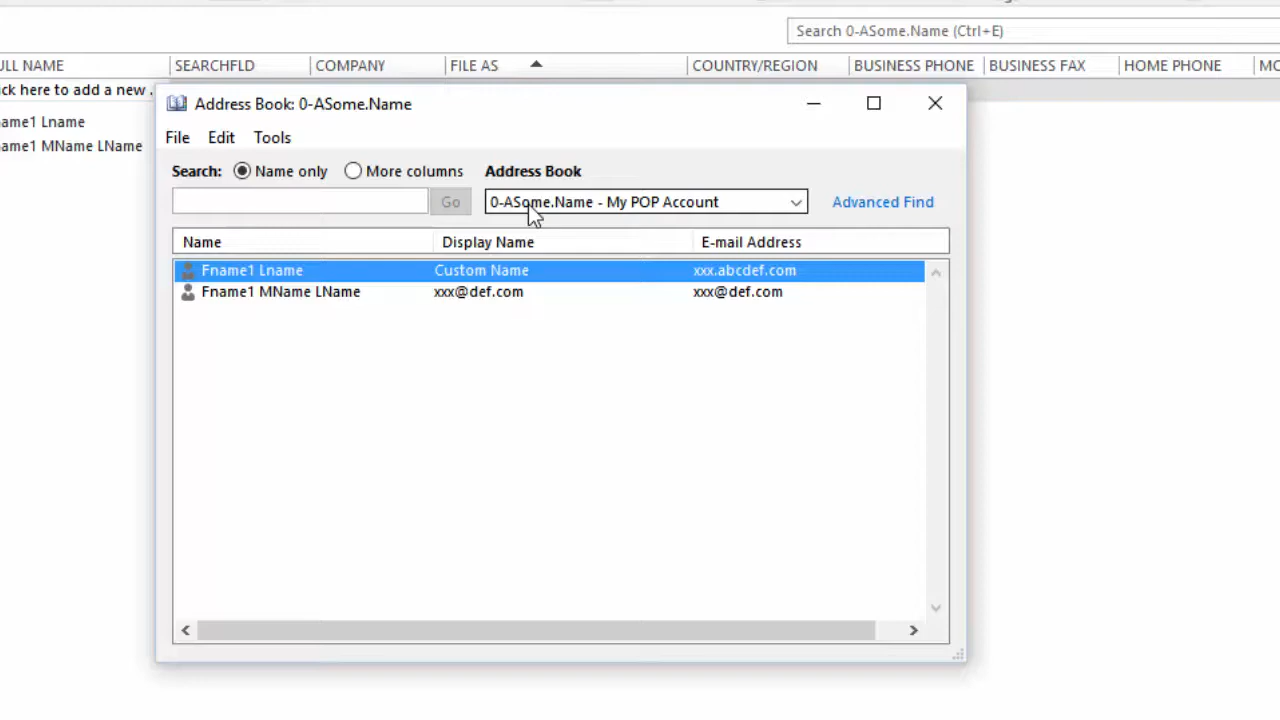 Search 0-ASome.Name (Ctrl+E)
ULL NAME SEARCHFLD COMPANY FILE AS COUNTRY/REGION BUSINESS PHONE BUSINESS FAX HOME PHONE MO
ick here to add a new .
ame1 Lname
ame1 MName LName
Address Book: 0-ASome.Name
File Edit Tools
Search: Name only More columns Address Book
Go 0-ASome.Name - My POP Account Advanced Find
Name Display Name E-mail Address
Fname1 Lname Custom Name xxx.abcdef.com
Fname1 MName LName xxx@def.com xxx@def.com